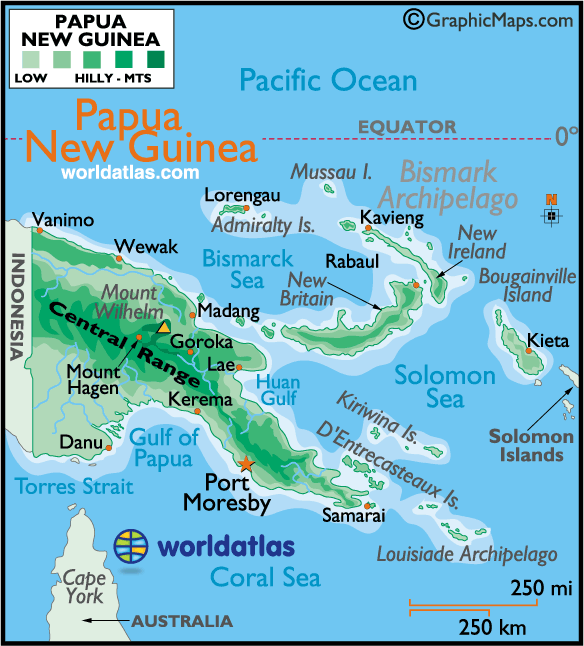 PAPUA
NEW GUINEA
LOW HILLY - MTS
©GraphicMaps.com
Pacific Ocean
Papua
New Guinea
worldatlas.com
EQUATOR
0°
Mussau I.
Bismark
Archipelago
N
Lorengau
Admiralty Is.
Kavieng
Vanimo
Wewak
Bismarck
Sea
Rabaul
New
Ireland
New
Britain
Bougainville
Island
INDONESIA
Mount
Wilhelm
Madang
Central Range
Goroka
Kieta
Mount
Hagen
Lae
Huan
Gulf
Solomon
Sea
Kerema
Kiriwina Is.
Solomon
Islands
Danu
Gulf of
Papua
D'Entrecasteaux Is.
Torres Strait
Port
Moresby
Samarai
worldatlas
Louisiade Archipelago
Cape
York
Coral Sea
250 mi
AUSTRALIA
250 km